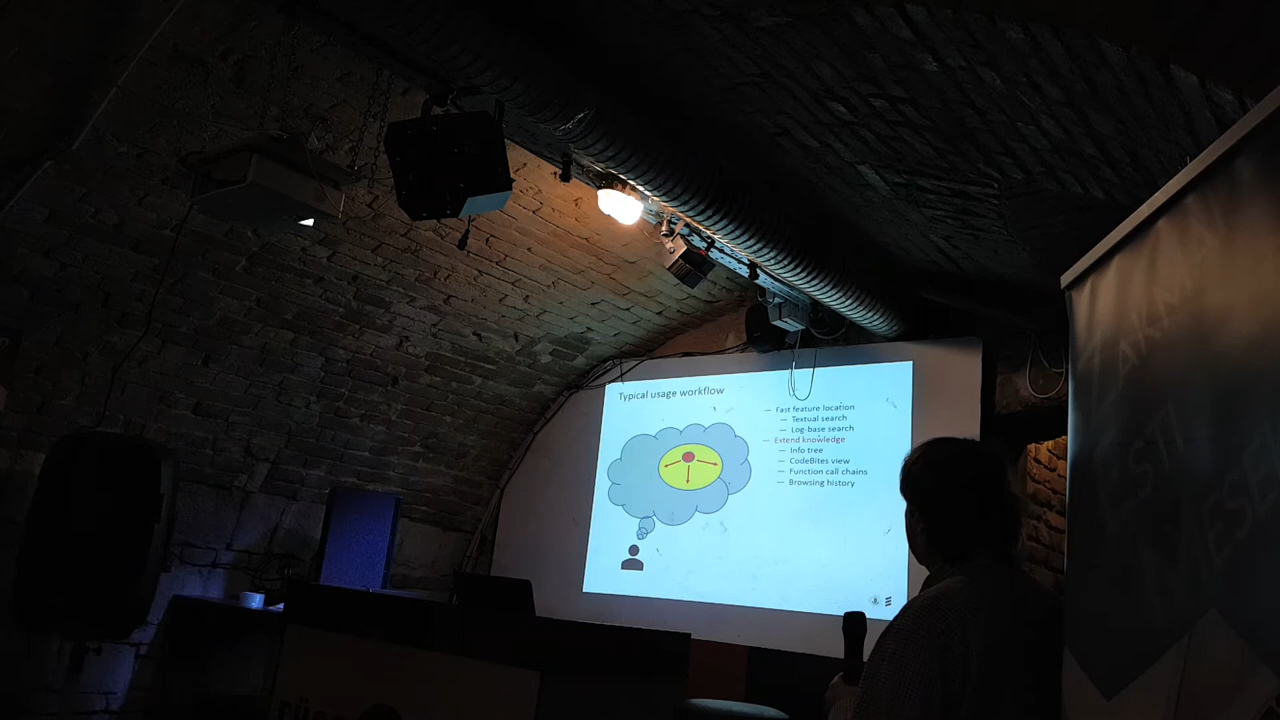 Typical usage workflow
— Fast feature location
— Textual search
— Log-base search
— Extend knowledge
— Info tree
— CodeBites view
— Function call chains
— Browsing history